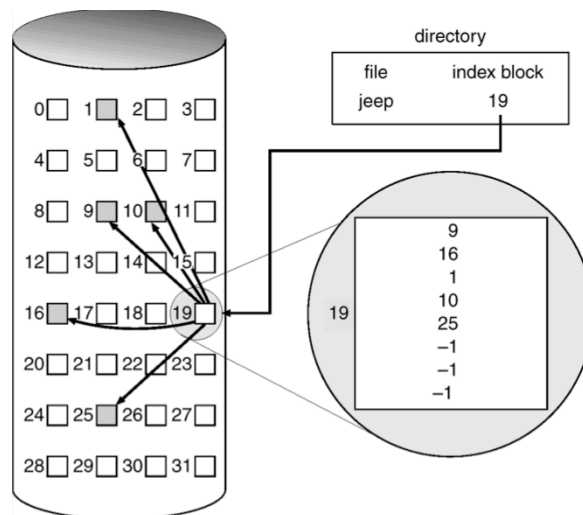 directory
file index block
jeep 19
0 1 2 3
4 5 6 7
8 9 10 11
12 13 14 15
16 17 18 19
20 21 22 23
24 25 26 27
28 29 30 31
19
9
16
1
10
25
–1
–1
–1